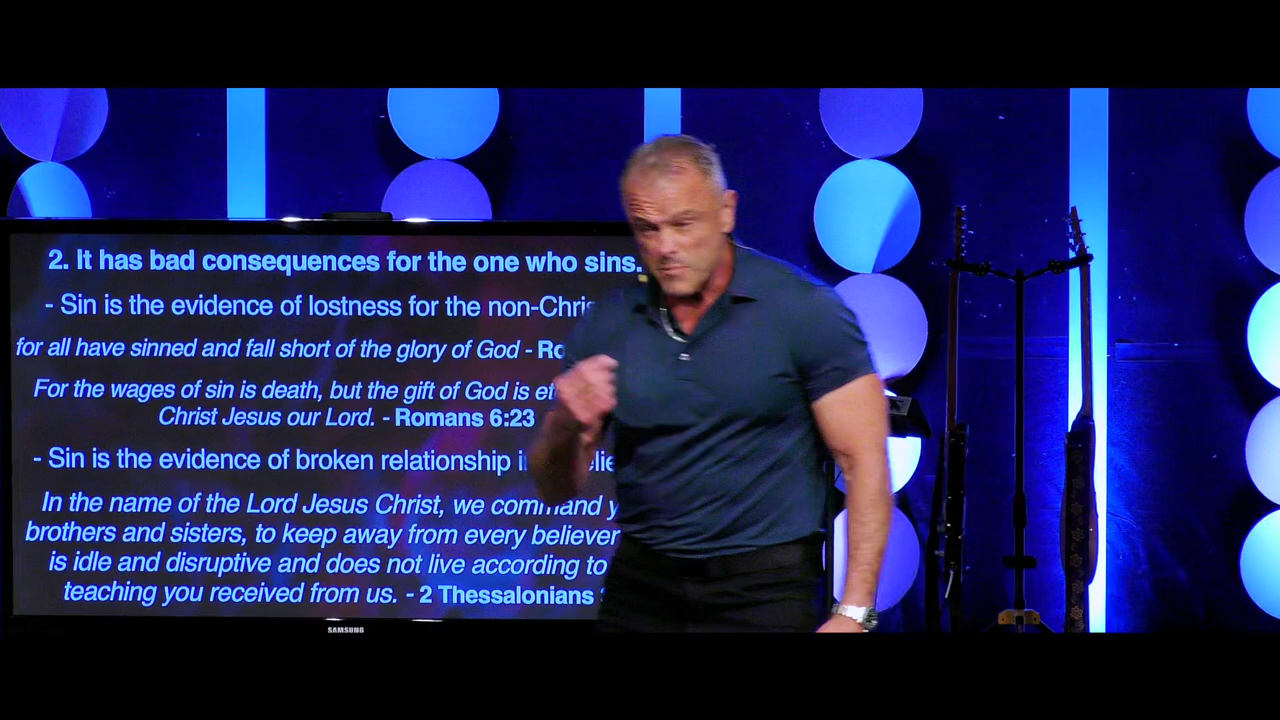 2. It has bad consequences for the one who sins.
- Sin is the evidence of lostness for the
for all have sinned and fall short of the glory of God -
For the wages of sin is death, but the gift of God is
Christ Jesus our Lord. - Romans 6:23
- Sin is the evidence of broken relationship
In the name of the Lord Jesus Christ, we command
brothers and sisters, to keep away from every believer
is idle and disruptive and does not live according to
teaching you received from us. - 2 Thessalonians
SAMSUNG